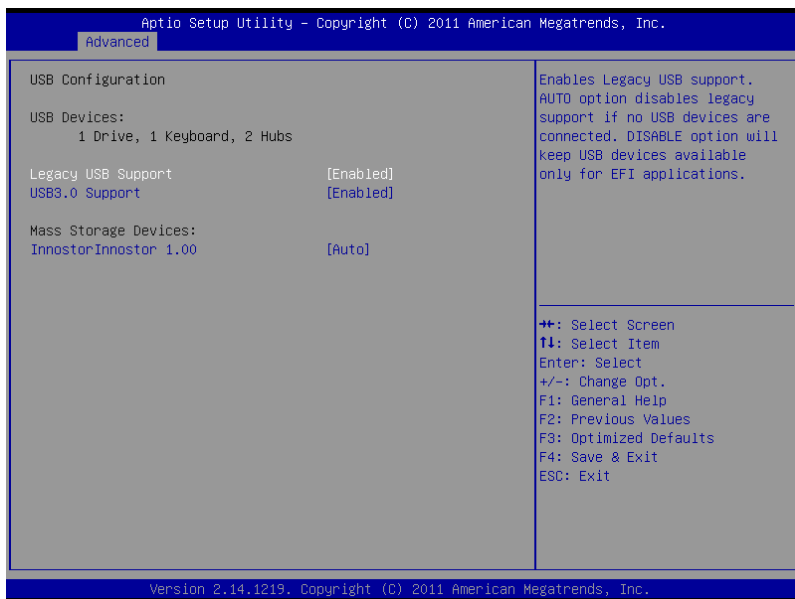 Aptio Setup Utility – Copyright (C) 2011 American Megatrends, Inc.
Advanced
USB Configuration
USB Devices:
1 Drive, 1 Keyboard, 2 Hubs
Legacy USB Support [Enabled]
USB3.0 Support [Enabled]
Mass Storage Devices:
InnostorInnostor 1.00 [Auto]
Enables Legacy USB support.
AUTO option disables legacy
support if no USB devices are
connected. DISABLE option will
keep USB devices available
only for EFI applications.
→←: Select Screen
↑↓: Select Item
Enter: Select
+/-: Change Opt.
F1: General Help
F2: Previous Values
F3: Optimized Defaults
F4: Save & Exit
ESC: Exit
Version 2.14.1219. Copyright (C) 2011 American Megatrends, Inc.